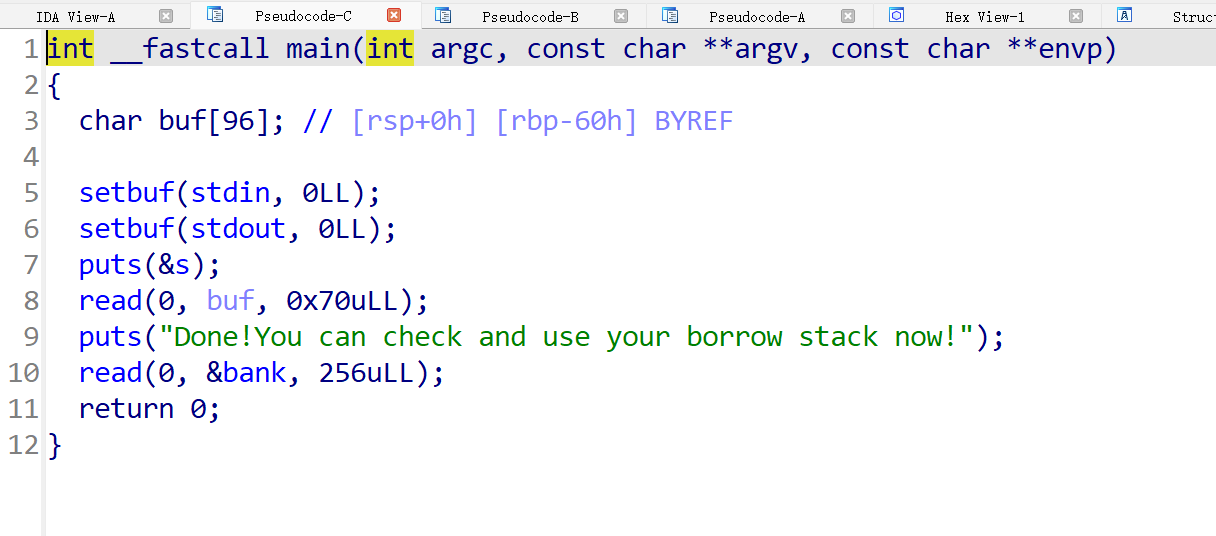 IDA View-A Pseudocode-C Pseudocode-B Pseudocode-A Hex View-1 A Struct
1 int __fastcall main(int argc, const char **argv, const char **envp)
2 {
3   char buf[96]; // [rsp+0h] [rbp-60h] BYREF
4
5   setbuf(stdin, 0LL);
6   setbuf(stdout, 0LL);
7   puts(&s);
8   read(0, buf, 0x70uLL);
9   puts("Done!You can check and use your borrow stack now!");
10   read(0, &bank, 256uLL);
11   return 0;
12 }